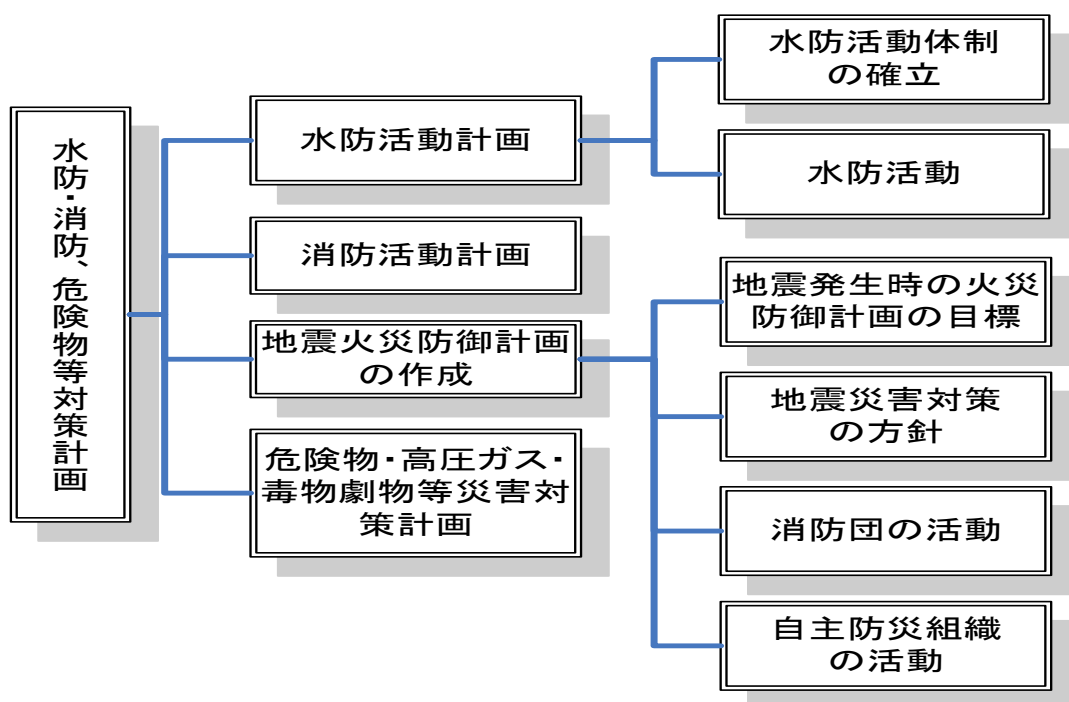 水防・消防、危険物等対策計画
水防活動計画
水防活動体制
の確立
水防活動
消防活動計画
地震火災防御計画
の作成
地震発生時の火災
防御計画の目標
地震災害対策
の方針
消防団の活動
自主防災組織
の活動
危険物・高圧ガス・
毒物劇物等災害対
策計画